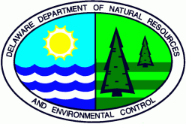 DELAWARE DEPARTMENT OF NATURAL RESOURCES
AND ENVIRONMENTAL CONTROL